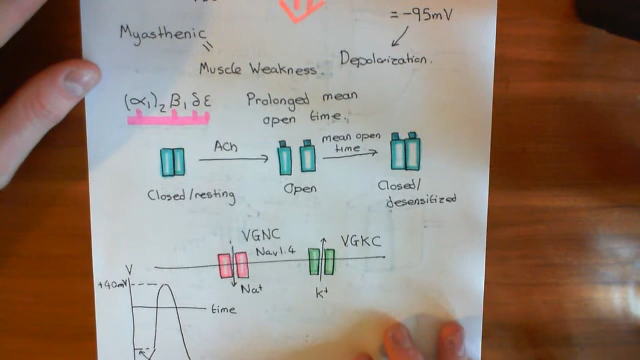 = -95mV
Myasthenic
Muscle Weakness.
Depolarization.
(α₁)₂ β₁ δ ε
Prolonged mean
open time.
ACh
mean open
time
Closed/resting
Open
Closed/
desensitized
VGNC
Nav1.4
VGKC
Na+
K+
V
+40mV
time